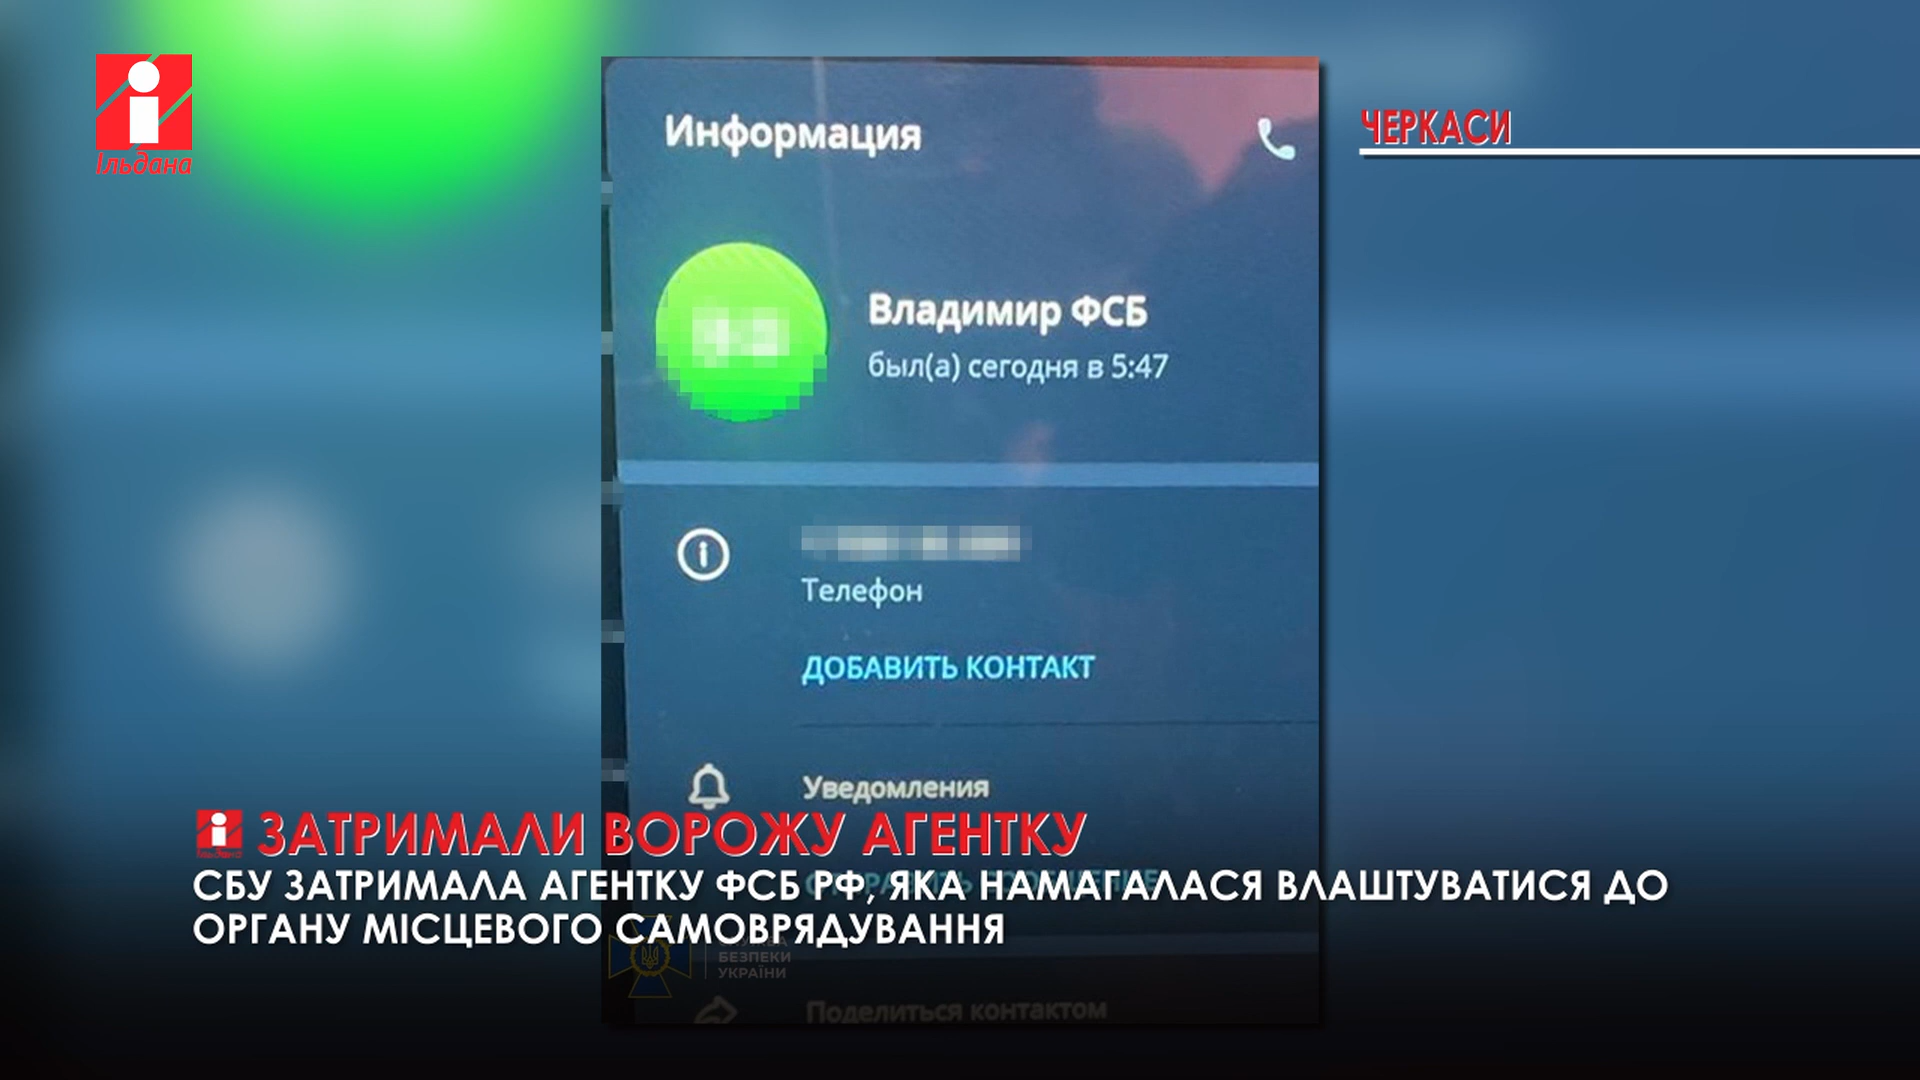 Ільдана
ЧЕРКАСИ
Информация
Владимир ФСБ
был(а) сегодня в 5:47
Телефон
ДОБАВИТЬ КОНТАКТ
Уведомления
ЗАТРИМАЛИ ВОРОЖУ АГЕНТКУ
СБУ ЗАТРИМАЛА АГЕНТКУ ФСБ РФ, ЯКА НАМАГАЛАСЯ ВЛАШТУВАТИСЯ ДО
ОРГАНУ МІСЦЕВОГО САМОВРЯДУВАННЯ
БЕЗПЕКИ
УКРАЇНИ
Поделиться контактом